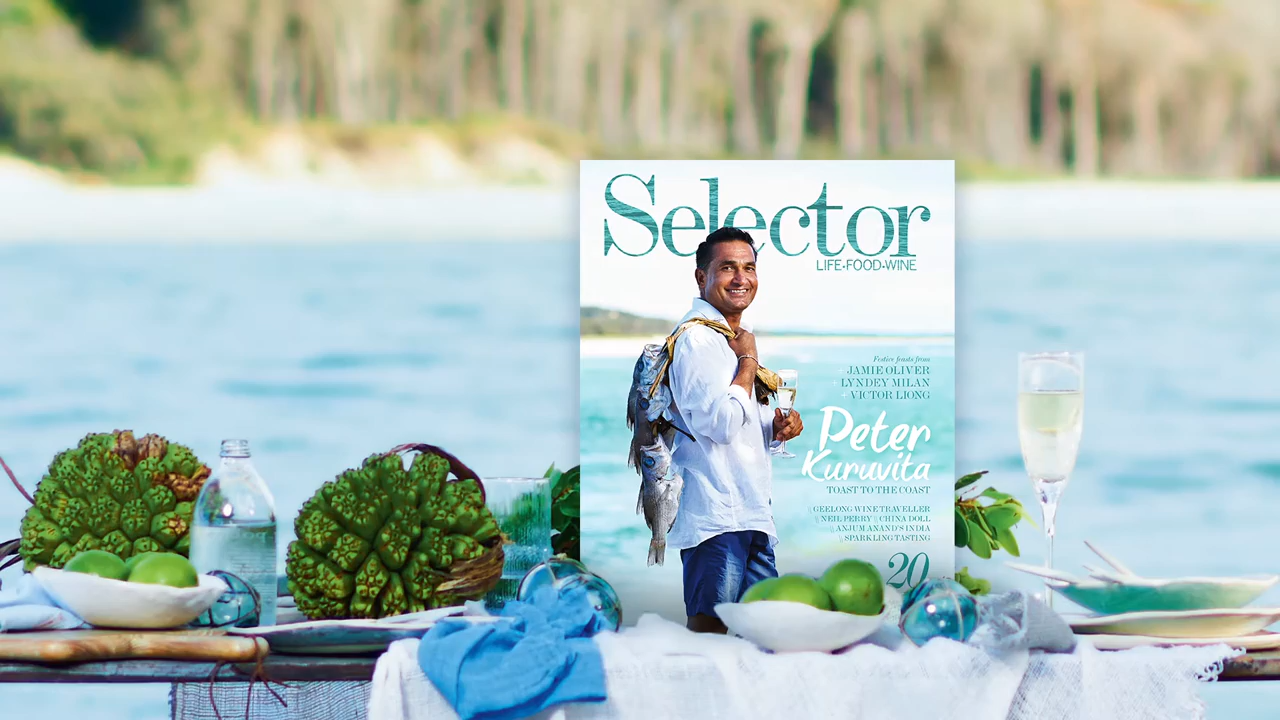 Selector
LIFE•FOOD•WINE
Festive feasts from
+ JAMIE OLIVER
+ LYNDEY MILAN
+ VICTOR LIONG
Peter
Kuruvita
TOAST TO THE COAST
\\ GEELONG WINE TRAVELLER
\\ NEIL PERRY \\ CHINA DOLL
\\ ANJUM ANAND'S INDIA
\\ SPARKLING TASTING
20